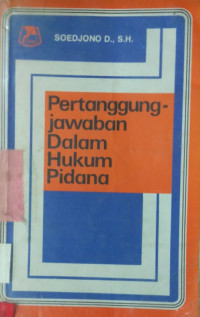 SOEDJONO D., S.H.
Pertanggung-
jawaban
Dalam
Hukum
Pidana